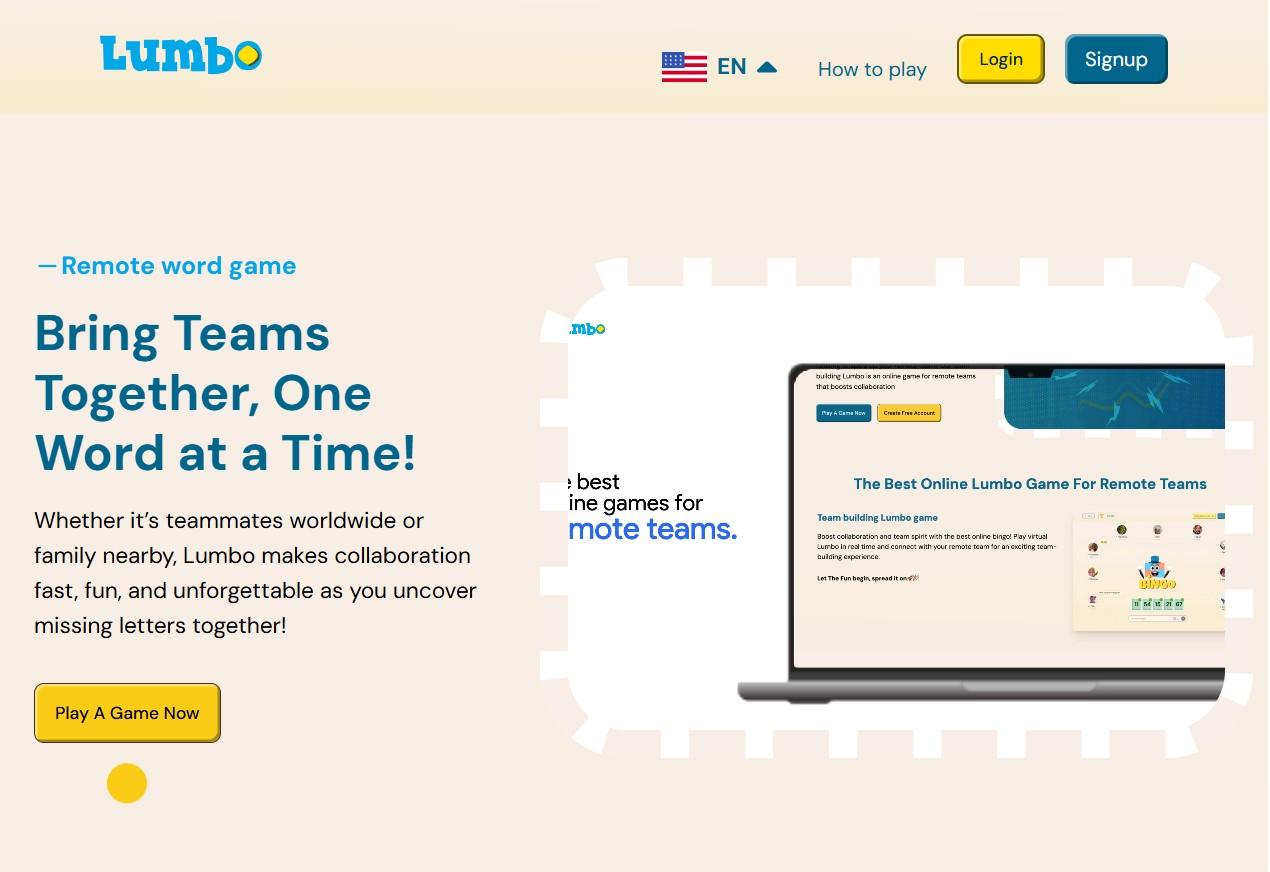 Lumbo
EN
How to play
Login
Signup
—Remote word game
Bring Teams
Together, One
Word at a Time!
Whether it’s teammates worldwide or
family nearby, Lumbo makes collaboration
fast, fun, and unforgettable as you uncover
missing letters together!
Play A Game Now
mbo
e best
ine games for
mote teams.
building Lumbo is an online game for remote teams
that boosts collaboration
Play A Game Now
Create Free Account
The Best Online Lumbo Game For Remote Teams
Team building Lumbo game
Boost collaboration and team spirit with the best online bingo! Play virtual
Lumbo in real time and connect with your remote team for an exciting team-
building experience.
Let The Fun begin, spread it on🚀🎉
BINGO
11 54 15 21 67